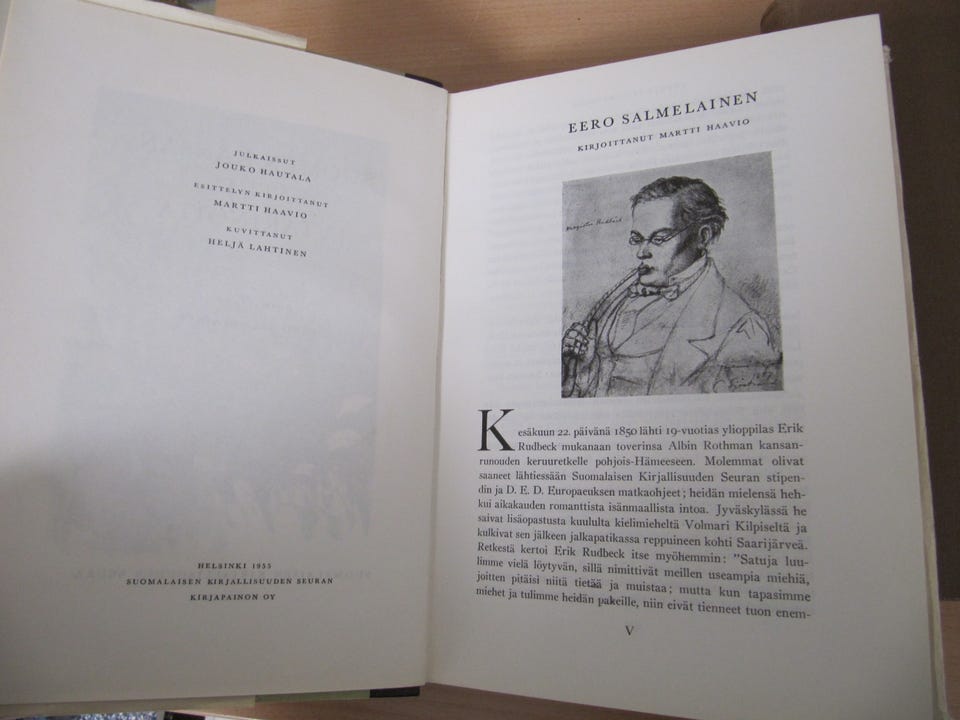 JULKAISSUT
JOUKO HAUTALA
ESITTELYN KIRJOITTANUT
MARTTI HAAVIO
KUVITTANUT
HELJÄ LAHTINEN
HELSINKI 1955
SUOMALAISEN KIRJALLISUUDEN SEURAN
KIRJAPAINON OY
EERO SALMELAINEN
KIRJOITTANUT MARTTI HAAVIO
Kesäkuun 22. päivänä 1850 lähti 19-vuotias ylioppilas Erik
Rudbeck mukanaan toverinsa Albin Rothman kansan-
runouden keruuretkelle pohjois-Hämeeseen. Molemmat olivat
saaneet lähtiessään Suomalaisen Kirjallisuuden Seuran stipen-
din ja D. E. D. Europaeuksen matkaohjeet; heidän mielensä heh-
kui aikakauden romanttista isänmaallista intoa. Jyväskylässä he
saivat lisäopastusta kuululta kielimieheltä Volmari Kilpiseltä ja
kulkivat sen jälkeen jalkapatikassa reppuineen kohti Saarijärveä.
Retkestä kertoi Erik Rudbeck itse myöhemmin: "Satuja luu-
limme vielä löytyvän, sillä nimittivät meillen useampia miehiä,
joitten pitäisi niitä tietää ja muistaa; mutta kun tapasimme
miehet ja tulimme heidän pakeille, niin eivät tienneet tuon enem-
V